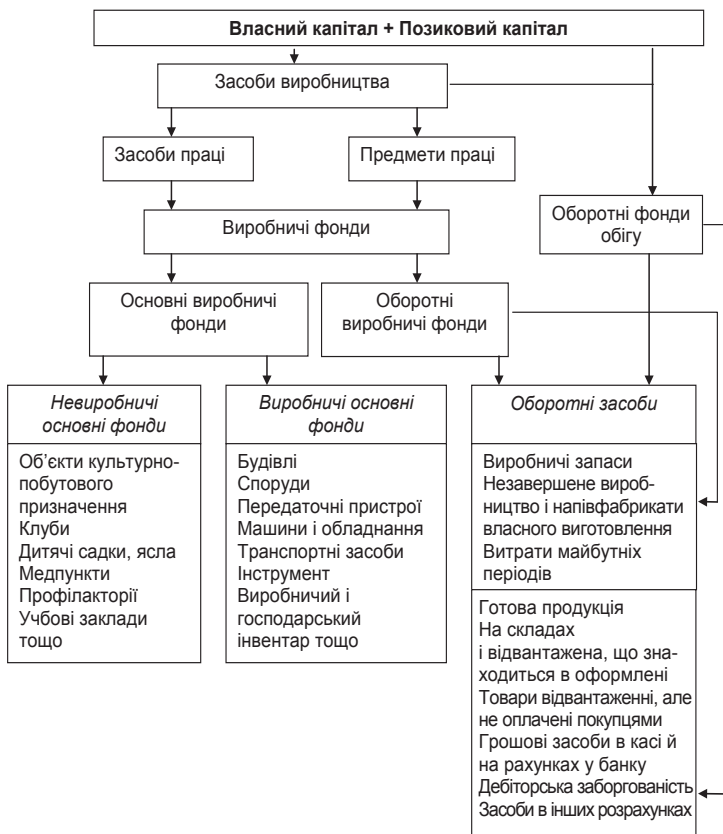 Власний капітал + Позиковий капітал
Засоби виробництва
Засоби праці
Предмети праці
Виробничі фонди
Оборотні фонди
обігу
Основні виробничі
фонди
Оборотні
виробничі фонди
Невиробничі
основні фонди
Об’єкти культурно-
побутового
призначення
Клуби
Дитячі садки, ясла
Медпункти
Профілакторії
Учбові заклади
тощо
Виробничі основні
фонди
Будівлі
Споруди
Передаточні пристрої
Машини і обладнання
Транспортні засоби
Інструмент
Виробничий і
господарський
інвентар тощо
Оборотні засоби
Виробничі запаси
Незавершене вироб-
ництво і напівфабрикати
власного виготовлення
Витрати майбутніх
періодів
Готова продукція
На складах
і відвантажена, що зна-
ходиться в оформлені
Товари відвантаженні, але
не оплачені покупцями
Грошові засоби в касі й
на рахунках у банку
Дебіторська заборгованість
Засоби в інших розрахунках